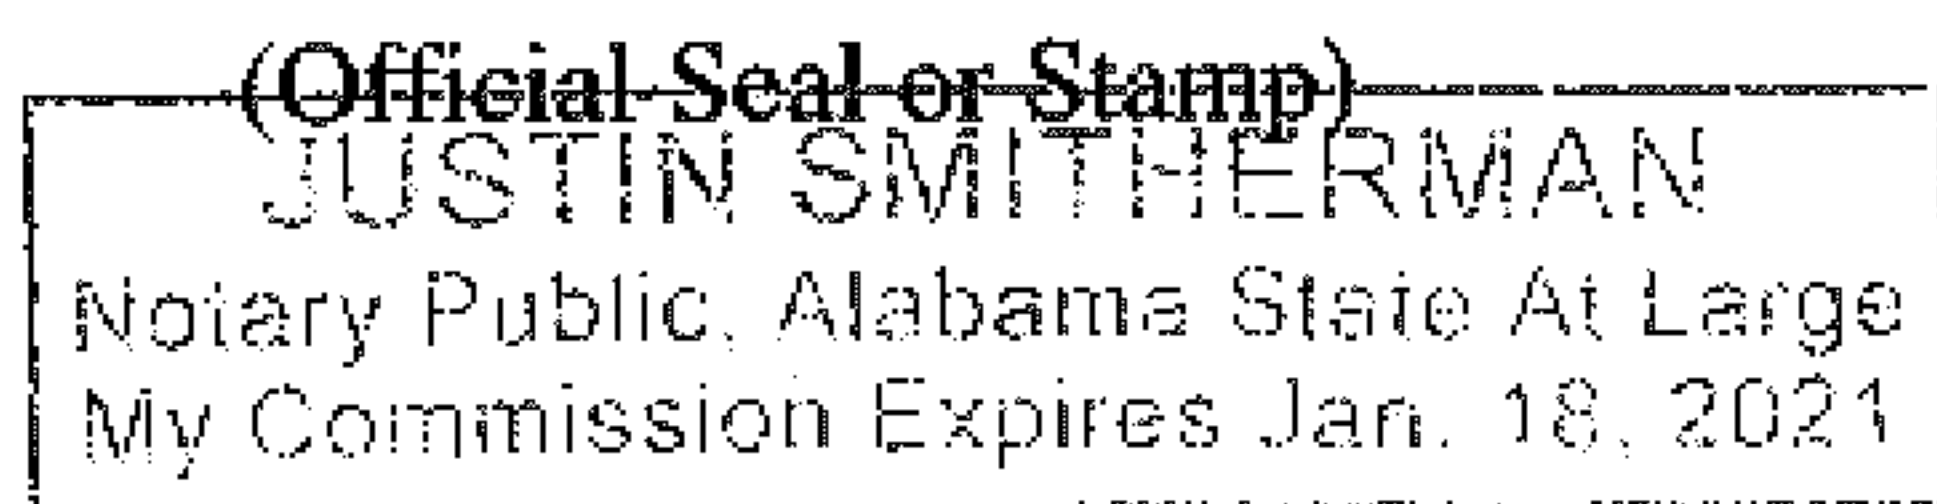 (Official Seal or Stamp)
JUSTIN SMITHERMAN
Notary Public, Alabama State At Large
My Commission Expires Jan. 18, 2021